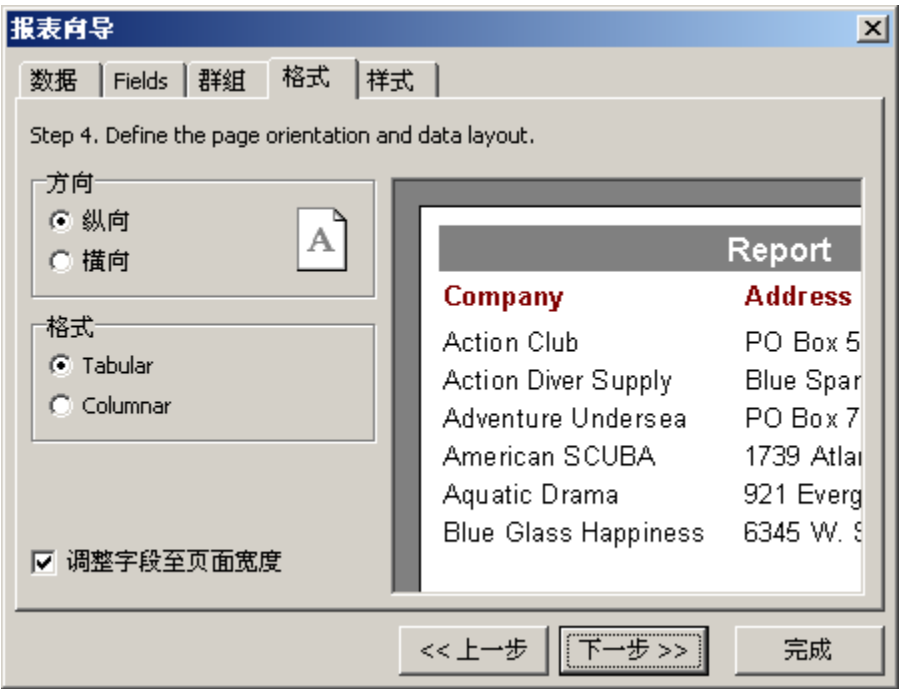 报表向导
数据 Fields 群组 格式 样式
Step 4. Define the page orientation and data layout.
方向
纵向
横向
A
格式
Tabular
Columnar
调整字段至页面宽度
Report
Company Address
Action Club PO Box 5
Action Diver Supply Blue Spar
Adventure Undersea PO Box 7
American SCUBA 1739 Atla
Aquatic Drama 921 Everg
Blue Glass Happiness 6345 W. S
<< 上一步 下一步 >> 完成